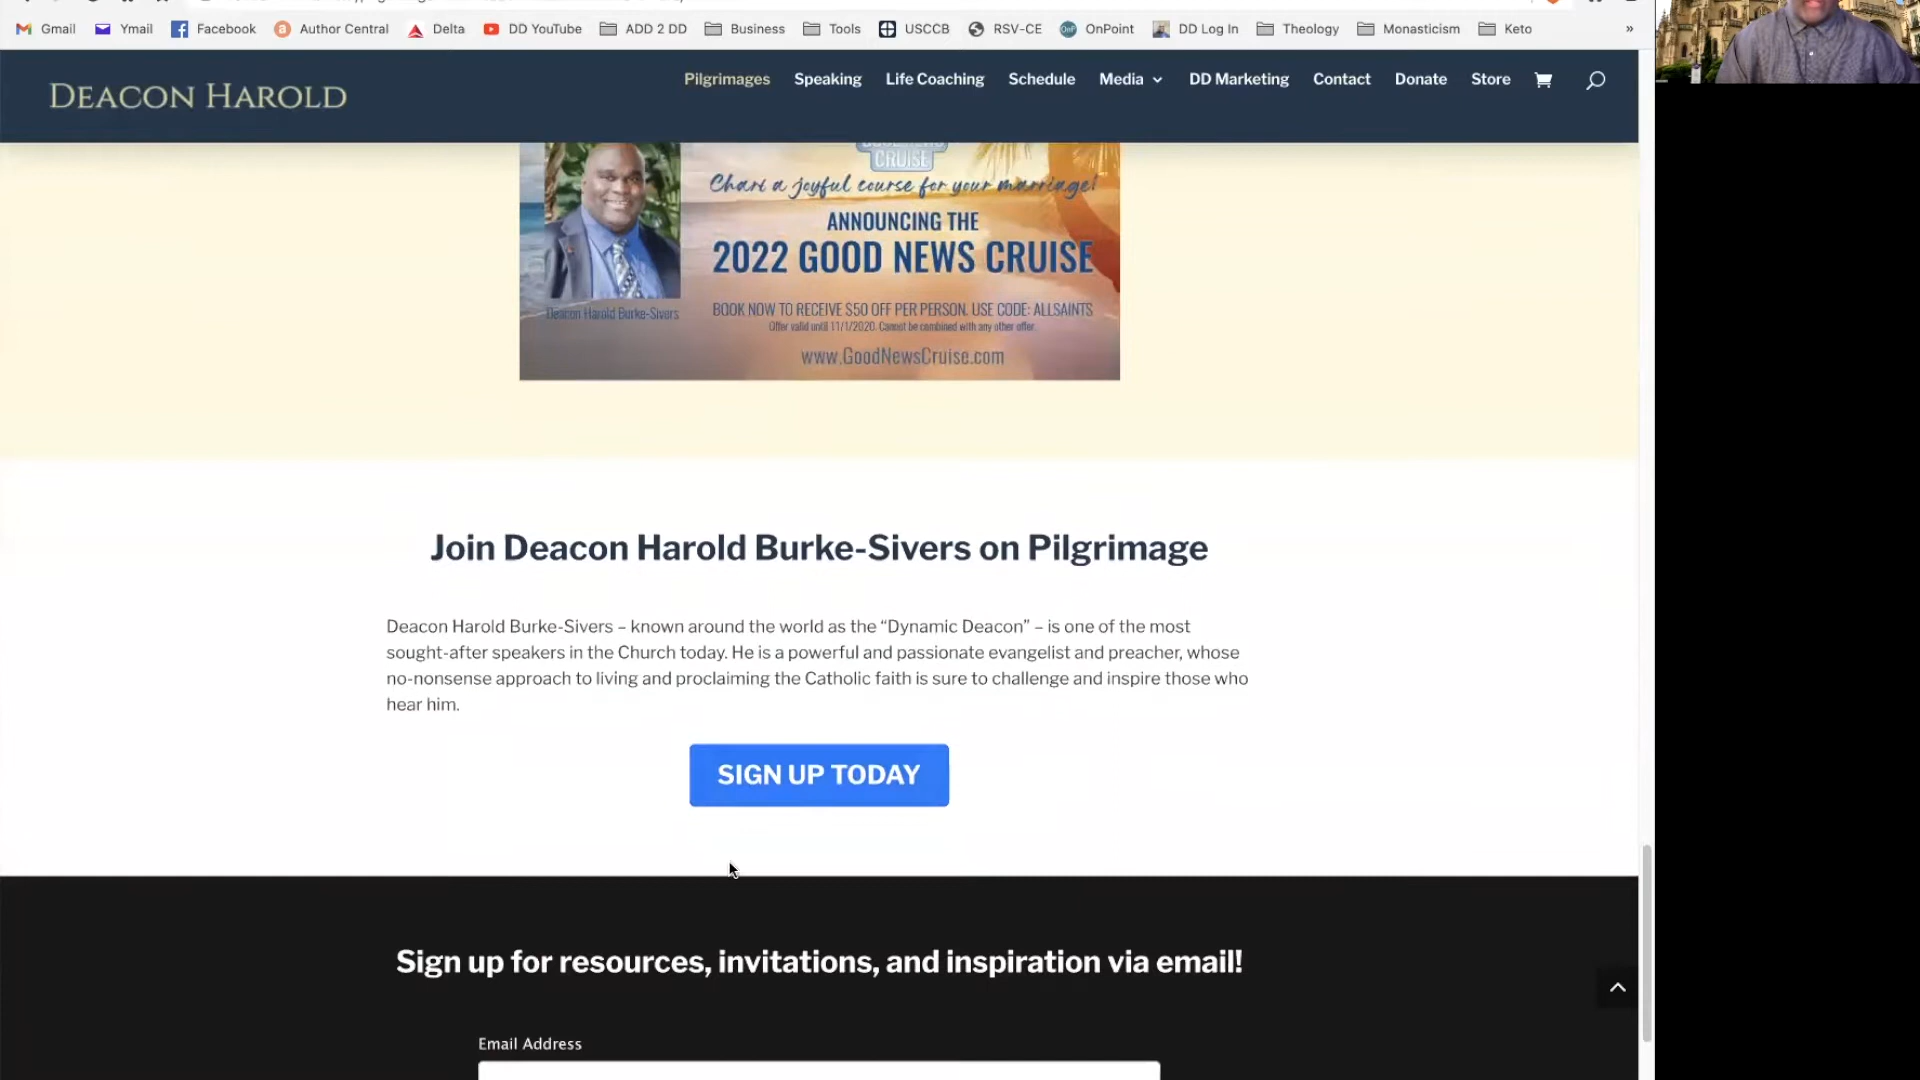 Gmail Ymail Facebook Author Central Delta DD YouTube ADD 2 DD Business Tools USCCB RSV-CE OnPoint DD Log In Theology Monasticism Keto »
DEACON HAROLD
Pilgrimages Speaking Life Coaching Schedule Media DD Marketing Contact Donate Store
CRUISE
Chart a joyful course for your marriage!
ANNOUNCING THE
2022 GOOD NEWS CRUISE
BOOK NOW TO RECEIVE $50 OFF PER PERSON. USE CODE: ALLSAINTS
Offer valid until 11/1/2020. Cannot be combined with any other offer.
www.GoodNewsCruise.com
Deacon Harold Burke-Sivers
Join Deacon Harold Burke-Sivers on Pilgrimage
Deacon Harold Burke-Sivers – known around the world as the “Dynamic Deacon” – is one of the most
sought-after speakers in the Church today. He is a powerful and passionate evangelist and preacher, whose
no-nonsense approach to living and proclaiming the Catholic faith is sure to challenge and inspire those who
hear him.
SIGN UP TODAY
Sign up for resources, invitations, and inspiration via email!
Email Address